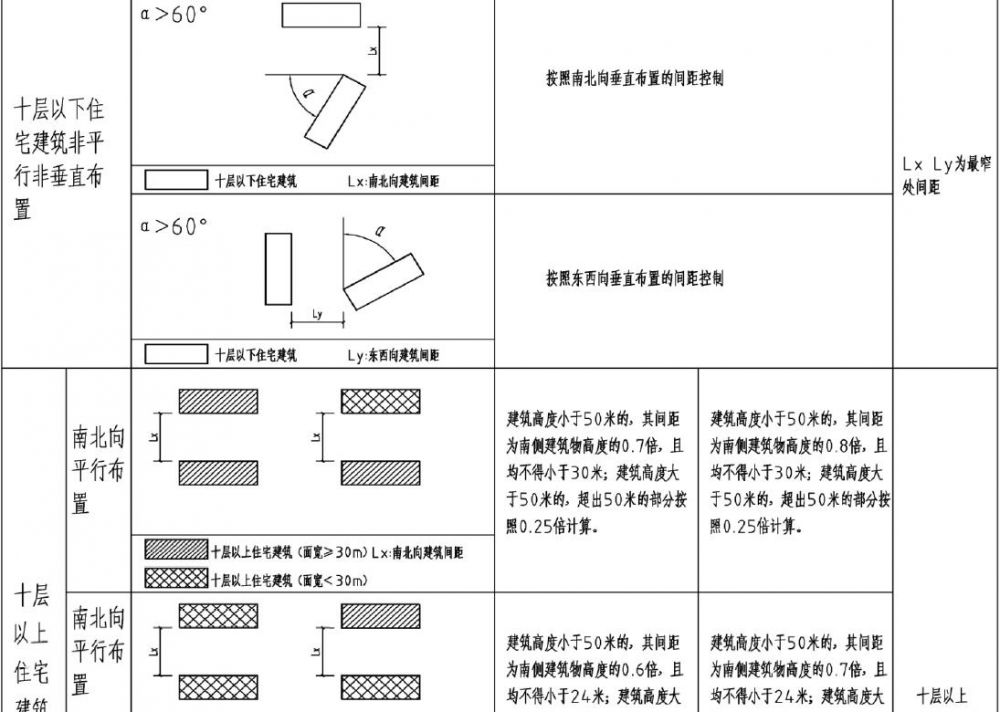 α>60°
Lx
α
十层以下住宅建筑 Lx:南北向建筑间距
按照南北向垂直布置的间距控制
十层以下住
宅建筑非平
行非垂直布
置
Lx Ly为最窄
处间距
α>60°
α
Ly
十层以下住宅建筑 Ly:东西向建筑间距
按照东西向垂直布置的间距控制
南北向
平行布
置
Lx
Lx
十层以上住宅建筑(面宽≥30m) Lx:南北向建筑间距
十层以上住宅建筑(面宽<30m)
建筑高度小于50米的,其间距
为南侧建筑物高度的0.7倍,且
均不得小于30米;建筑高度大
于50米的,超出50米的部分按
照0.25倍计算。
建筑高度小于50米的,其间距
为南侧建筑物高度的0.8倍,且
均不得小于30米;建筑高度大
于50米的,超出50米的部分按
照0.25倍计算。
十层
以上
住宅
建筑
南北向
平行布
置
Lx
Lx
建筑高度小于50米的,其间距
为南侧建筑物高度的0.6倍,且
均不得小于24米;建筑高度大
建筑高度小于50米的,其间距
为南侧建筑物高度的0.7倍,且
均不得小于24米;建筑高度大
十层以上